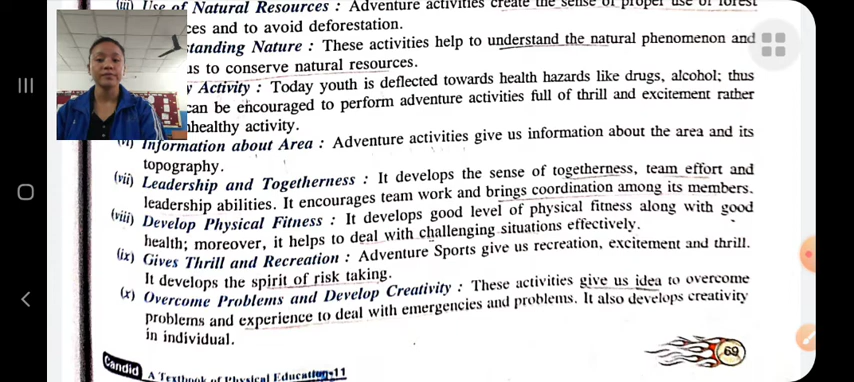 (iii) Use of Natural Resources : Adventure activities create the sense of proper use of forest
ces and to avoid deforestation.
standing Nature : These activities help to understand the natural phenomenon and
us to conserve natural resources.
y Activity : Today youth is deflected towards health hazards like drugs, alcohol; thus
can be encouraged to perform adventure activities full of thrill and excitement rather
healthy activity.
(vi) Information about Area : Adventure activities give us information about the area and its
topography.
(vii) Leadership and Togetherness : It develops the sense of togetherness, team effort and
leadership abilities. It encourages team work and brings coordination among its members.
(viii) Develop Physical Fitness : It develops good level of physical fitness along with good
health; moreover, it helps to deal with challenging situations effectively.
(ix) Gives Thrill and Recreation : Adventure Sports give us recreation, excitement and thrill.
It develops the spirit of risk taking.
(x) Overcome Problems and Develop Creativity : These activities give us idea to overcome
problems and experience to deal with emergencies and problems. It also develops creativity
in individual.
69
Candid A Textbook of Physical Education-11